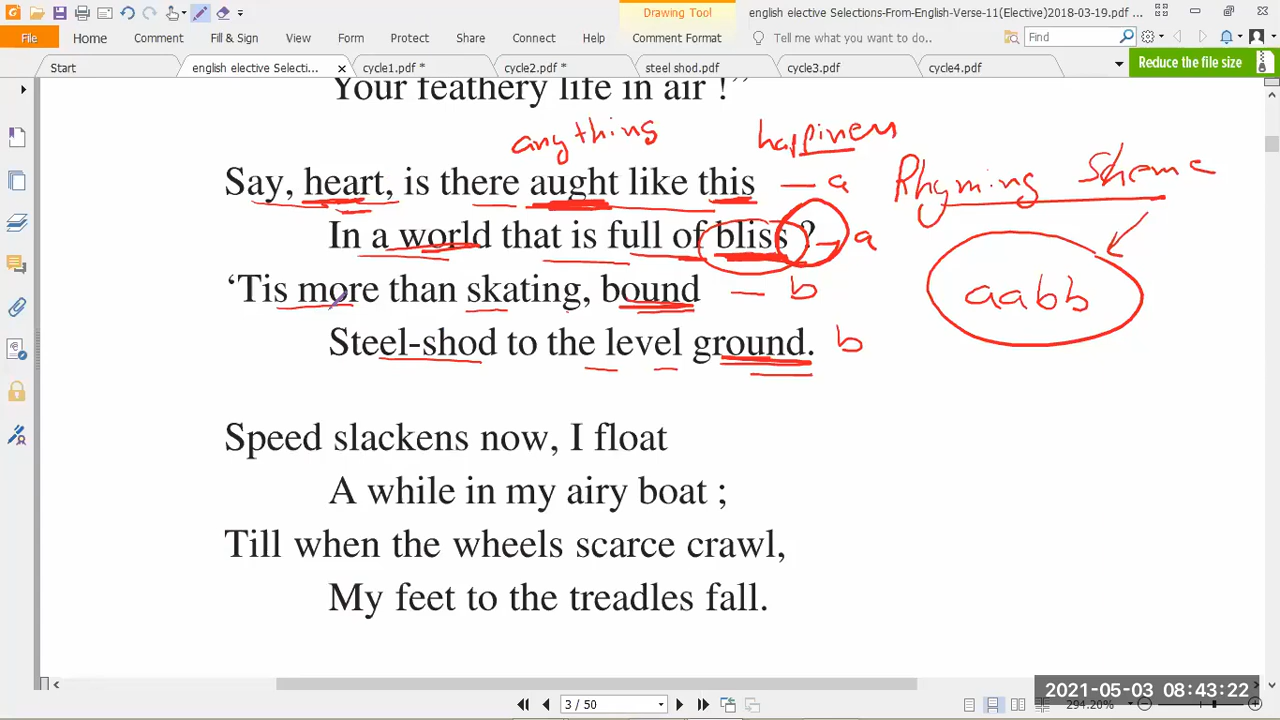 Drawing Tool
english elective Selections-From-English-Verse-11(Elective)2018-03-19.pdf ...
File Home Comment Fill & Sign View Form Protect Share Connect Help Comment Format Tell me what you want to do.. Find
Start english elective Selecti... cycle1.pdf * cycle2.pdf * steel shod.pdf cycle3.pdf cycle4.pdf Reduce the file size
Your feathery life in air !”
anything happiness
Say, heart, is there aught like this — a Rhyming Sheme
In a world that is full of bliss ? – a
‘Tis more than skating, bound — b aabb
Steel-shod to the level ground. b
Speed slackens now, I float
A while in my airy boat ;
Till when the wheels scarce crawl,
My feet to the treadles fall.
3 / 50 294.20%
2021-05-03 08:43:22